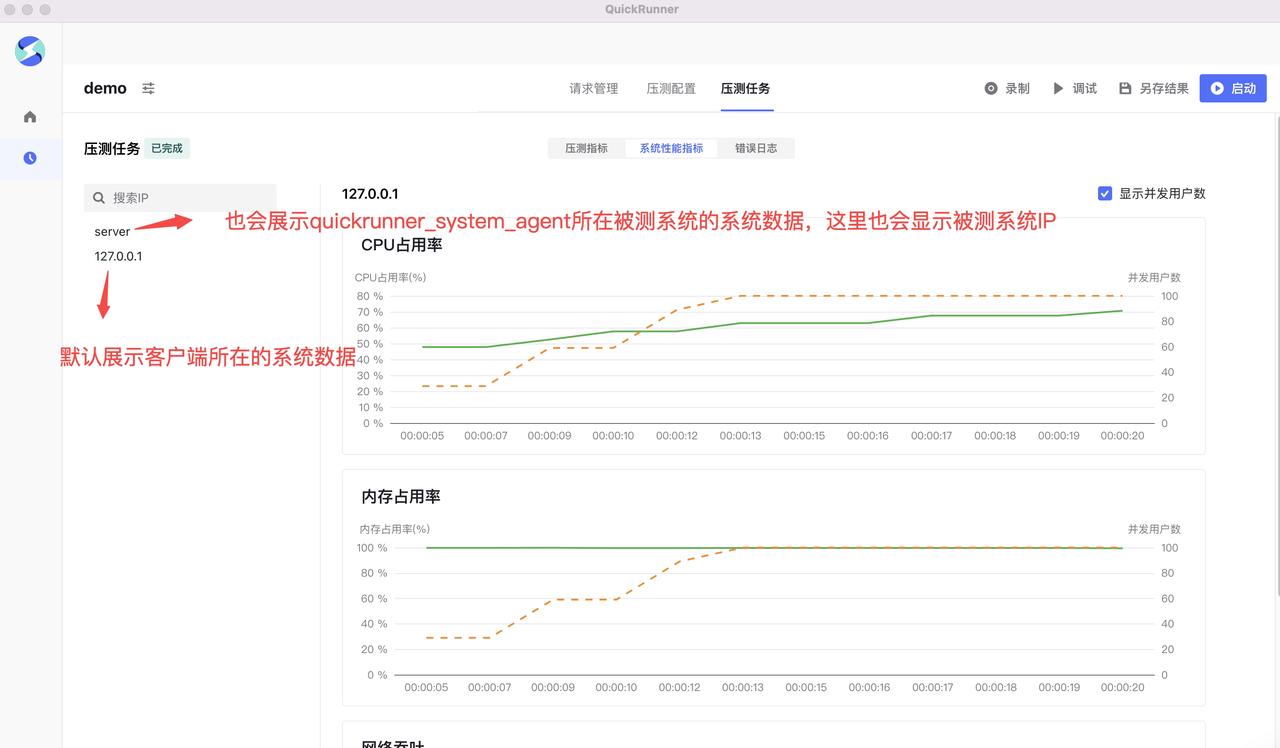 QuickRunner
demo
请求管理 压测配置 压测任务
录制 调试 另存结果 启动
压测任务 已完成
压测指标 系统性能指标 错误日志
搜索IP
server
127.0.0.1
127.0.0.1
显示并发用户数
也会展示quickrunner_system_agent所在被测系统的系统数据，这里也会显示被测系统IP
默认展示客户端所在的系统数据
CPU占用率
CPU占用率(%) 并发用户数
80 % 100
70 % 80
60 %
50 % 60
40 % 40
30 %
20 % 20
10 %
0 % 0
00:00:05 00:00:07 00:00:09 00:00:10 00:00:12 00:00:13 00:00:15 00:00:16 00:00:17 00:00:18 00:00:19 00:00:20
内存占用率
内存占用率(%) 并发用户数
100 % 100
80 % 80
60 % 60
40 % 40
20 % 20
0 % 0
00:00:05 00:00:07 00:00:09 00:00:10 00:00:12 00:00:13 00:00:15 00:00:16 00:00:17 00:00:18 00:00:19 00:00:20
网络吞吐